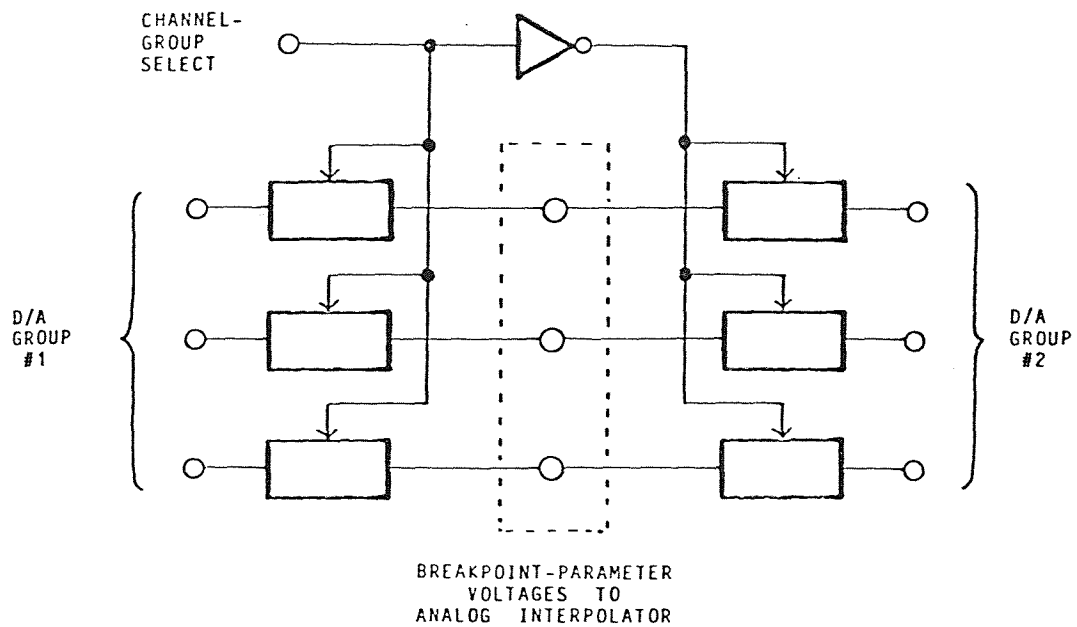 CHANNEL-
GROUP
SELECT
D/A
GROUP
#1
D/A
GROUP
#2
BREAKPOINT-PARAMETER
VOLTAGES TO
ANALOG INTERPOLATOR